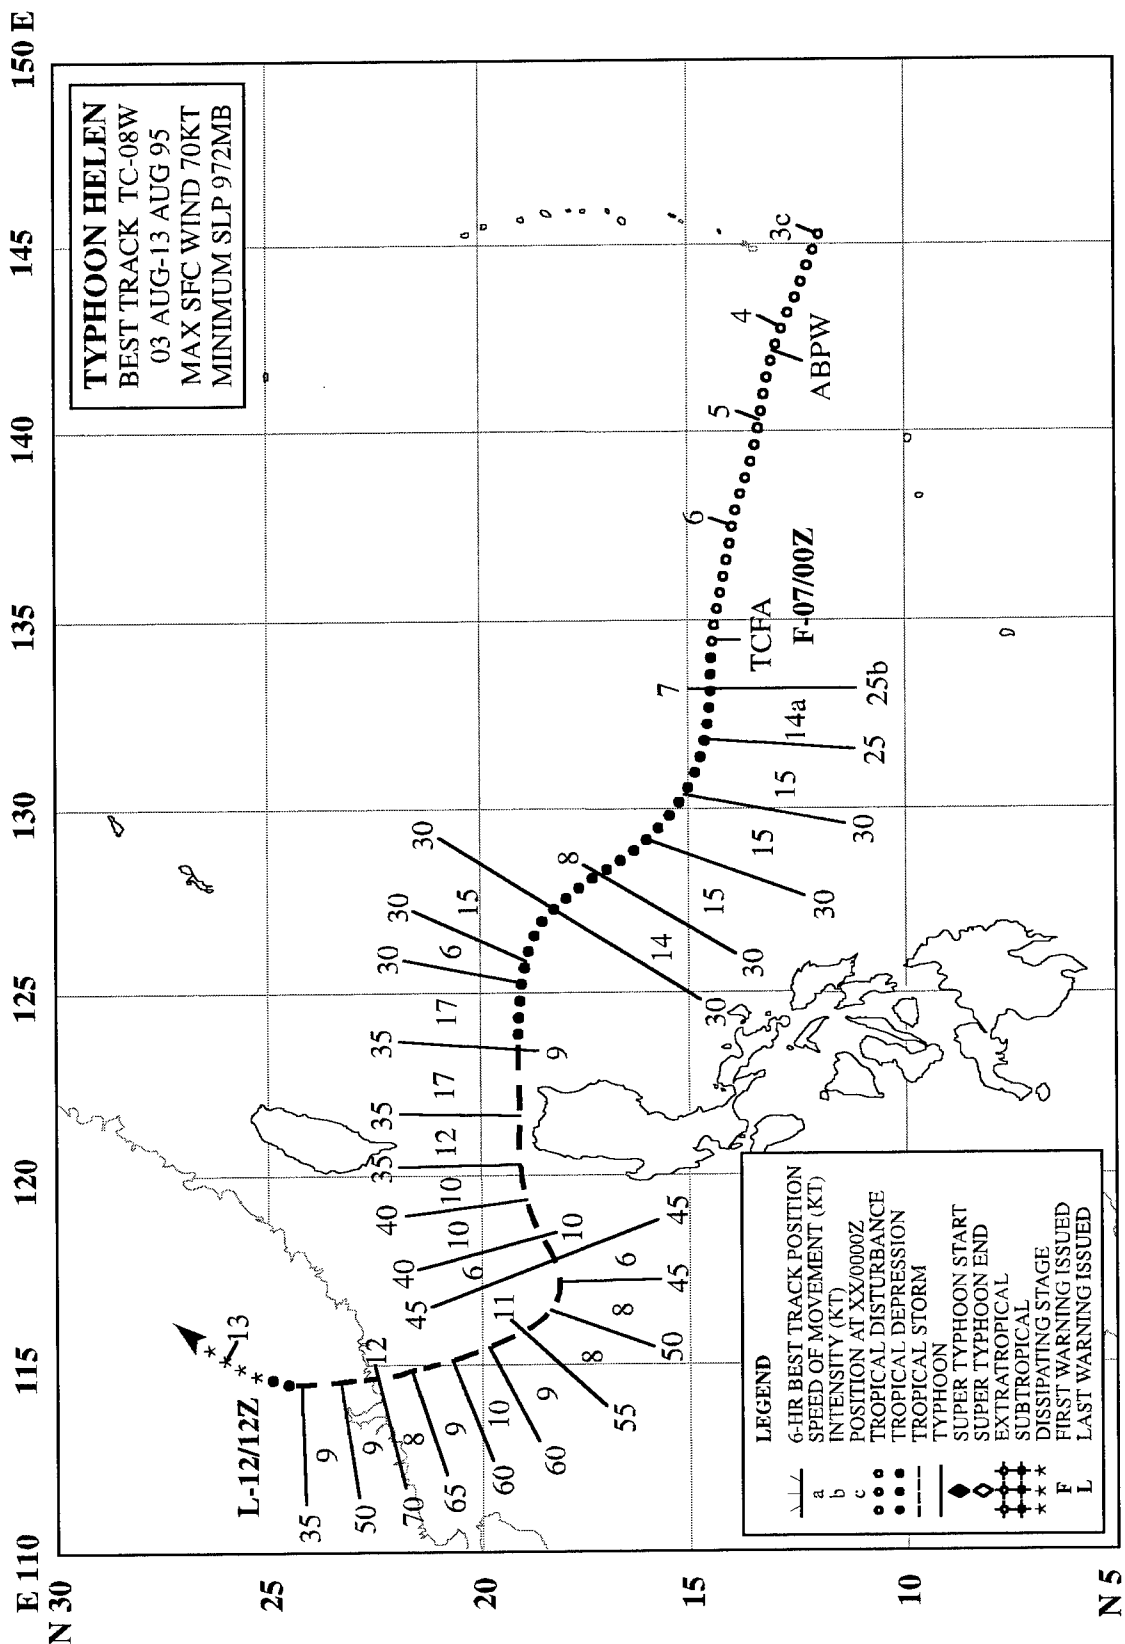 E 110
115
120
125
130
135
140
145
150 E
N 30
25
20
15
10
N 5
TYPHOON HELEN
BEST TRACK TC-08W
03 AUG-13 AUG 95
MAX SFC WIND 70KT
MINIMUM SLP 972MB
L-12/12Z
13
12
35
50
70
65
60
60
55
50
45
45
45
40
40
35
35
35
30
30
30
30
30
30
30
25
25b
9
9
8
9
10
9
8
8
6
10
11
6
10
10
12
17
17
6
15
14
15
15
15
14a
9
8
7
6
5
4
3c
TCFA
F-07/00Z
ABPW
LEGEND
6-HR BEST TRACK POSITION
a SPEED OF MOVEMENT (KT)
b INTENSITY (KT)
c POSITION AT XX/0000Z
TROPICAL DISTURBANCE
TROPICAL DEPRESSION
TROPICAL STORM
TYPHOON
SUPER TYPHOON START
SUPER TYPHOON END
EXTRATROPICAL
SUBTROPICAL
*** DISSIPATING STAGE
F FIRST WARNING ISSUED
L LAST WARNING ISSUED